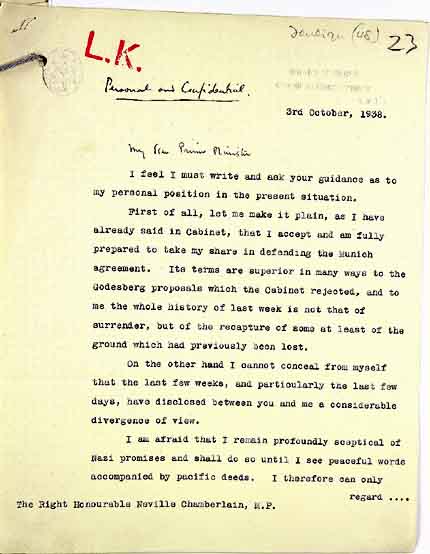 23
L.K.
Personal and Confidential.
3rd October, 1938.
My dear Prime Minister
I feel I must write and ask your guidance as to
my personal position in the present situation.
First of all, let me make it plain, as I have
already said in Cabinet, that I accept and am fully
prepared to take my share in defending the Munich
agreement. Its terms are superior in many ways to the
Godesberg proposals which the Cabinet rejected, and to
me the whole history of last week is not that of
surrender, but of the recapture of some at least of the
ground which had previously been lost.
On the other hand I cannot conceal from myself
that the last few weeks, and particularly the last few
days, have disclosed between you and me a considerable
divergence of view.
I am afraid that I remain profoundly sceptical of
Nazi promises and shall do so until I see peaceful words
accompanied by pacific deeds. I therefore can only
regard ....
The Right Honourable Neville Chamberlain, M.P.